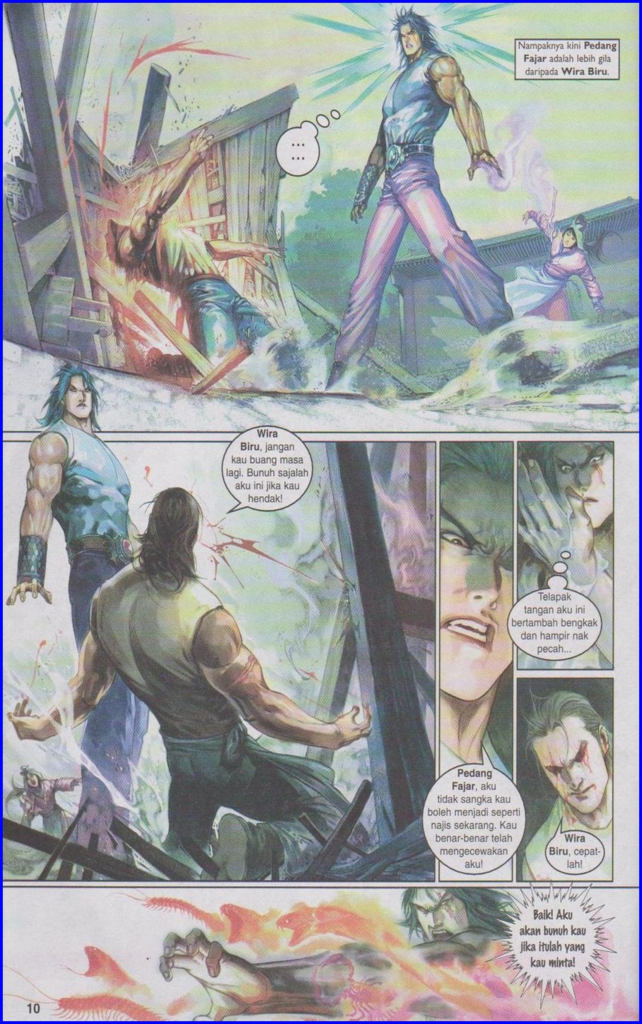 Nampaknya kini Pedang
Fajar adalah lebih gila
daripada Wira Biru.
...
...
Wira
Biru, jangan
kau buang masa
lagi. Bunuh sajalah
aku ini jika kau
hendak!
Telapak
tangan aku ini
bertambah bengkak
dan hampir nak
pecah...
Pedang
Fajar, aku
tidak sangka kau
boleh menjadi seperti
najis sekarang. Kau
benar-benar telah
mengecewakan
aku!
Wira
Biru, cepat-
lah!
Baik! Aku
akan bunuh kau
jika itulah yang
kau minta!
10